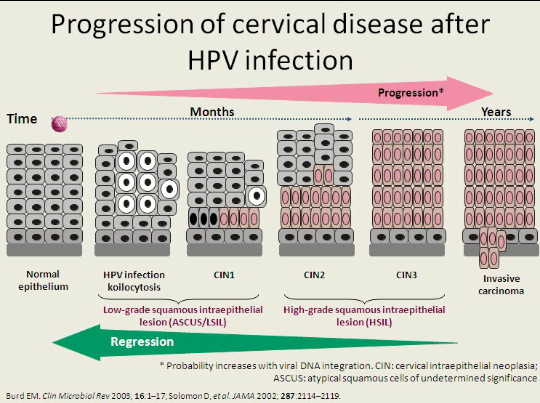 Progression of cervical disease after
HPV infection
Progression*
Time
Months
Years
Normal
epithelium
HPV infection
koilocytosis
CIN1
CIN2
CIN3
Invasive
carcinoma
Low-grade squamous intraepithelial
lesion (ASCUS/LSIL)
High-grade squamous intraepithelial
lesion (HSIL)
Regression
* Probability increases with viral DNA integration. CIN: cervical intraepithelial neoplasia;
ASCUS: atypical squamous cells of undetermined significance
Burd EM. Clin Microbiol Rev 2003; 16:1–17; Solomon D, et al. JAMA 2002; 287:2114–2119.